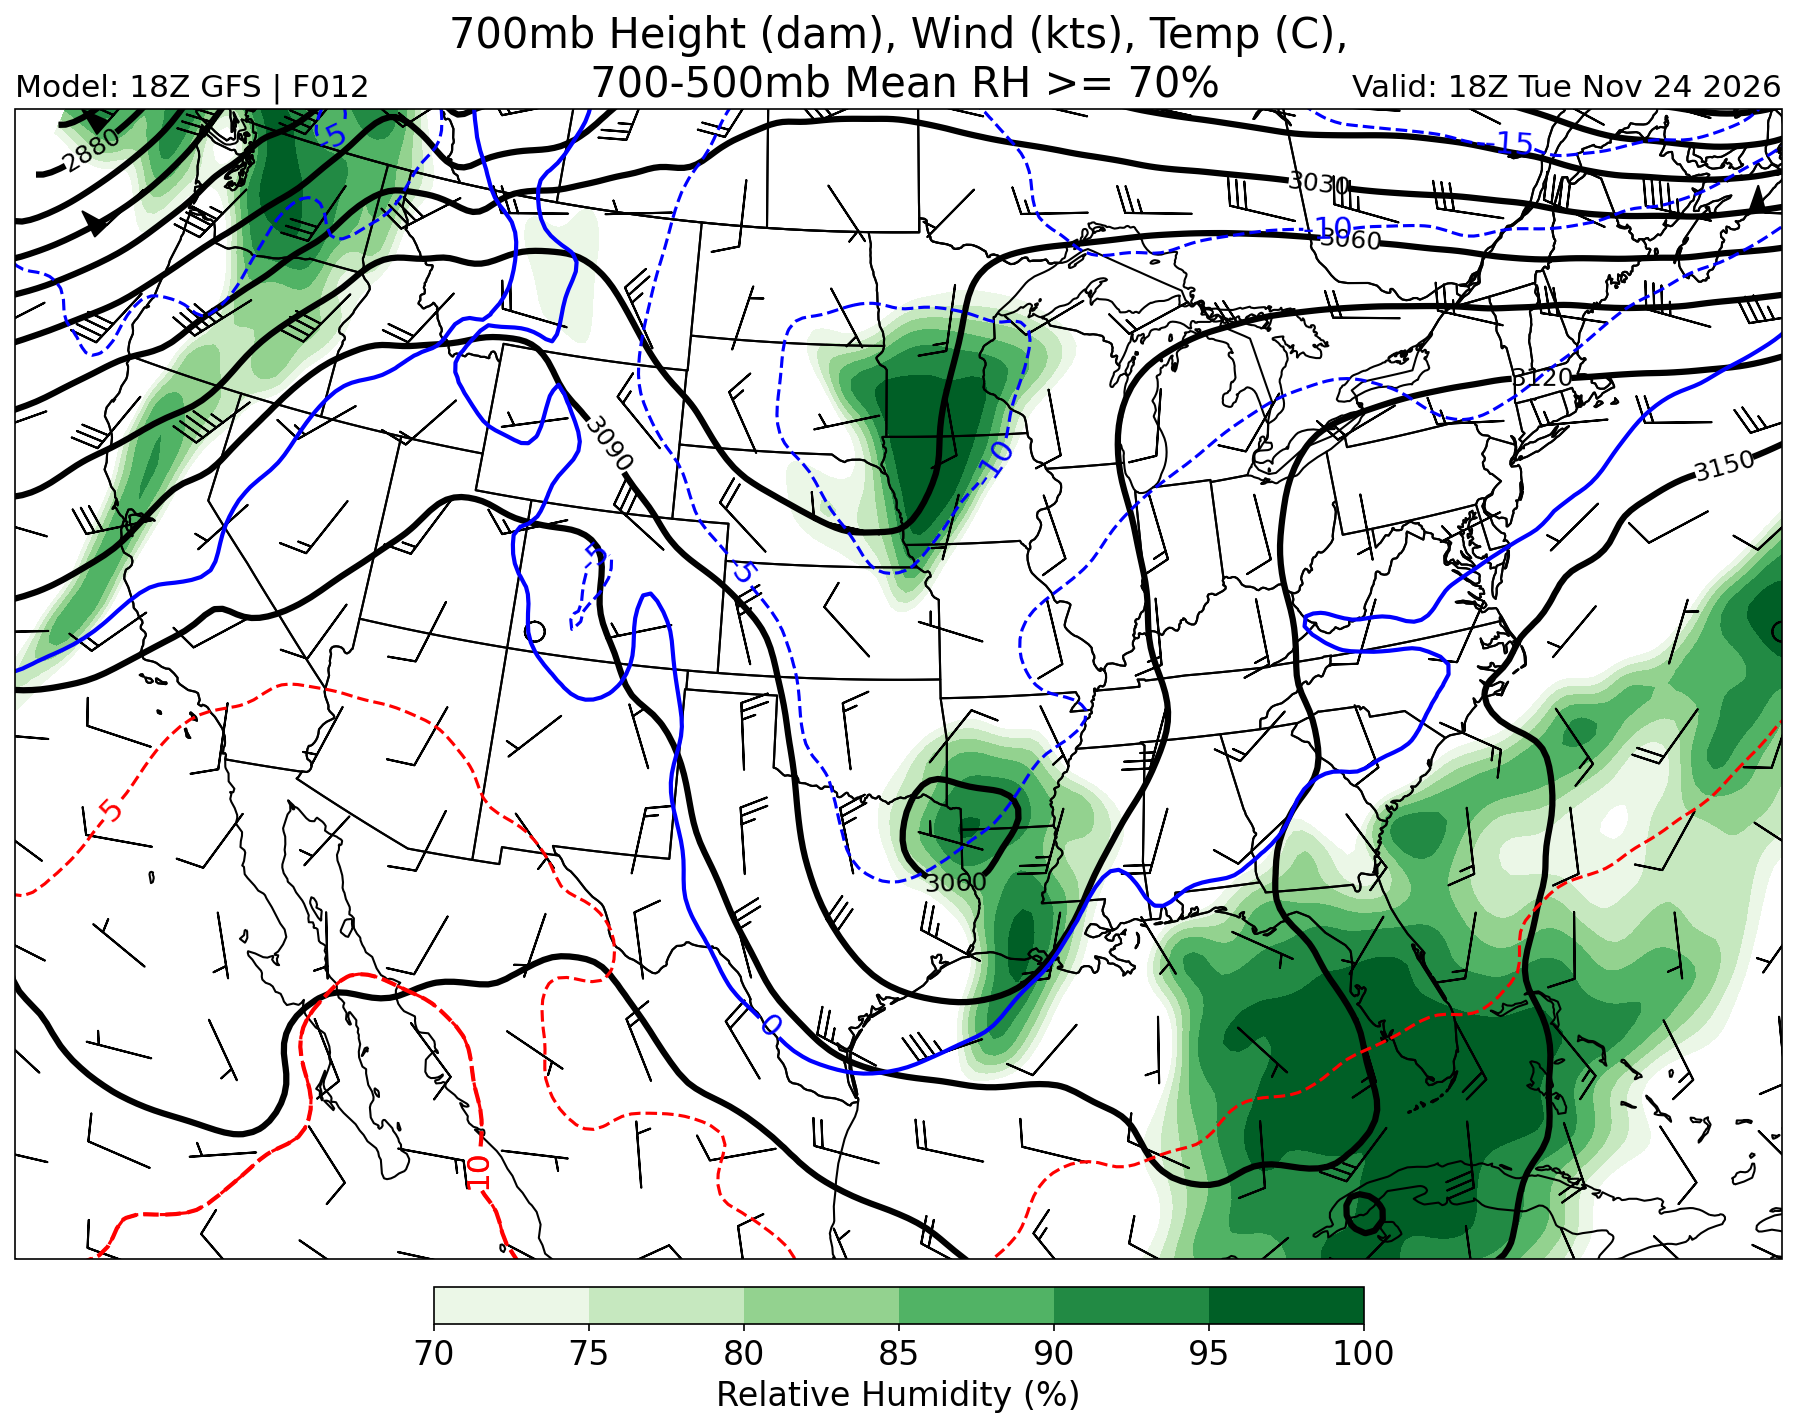 700mb Height (dam), Wind (kts), Temp (C),
700-500mb Mean RH >= 70%
Model: 18Z GFS | F012
Valid: 18Z Tue Nov 24 2026
2880
-5
-15
3030
-10
3060
3120
3090
3150
-10
-5
-5
5
3060
0
10
70 75 80 85 90 95 100
Relative Humidity (%)